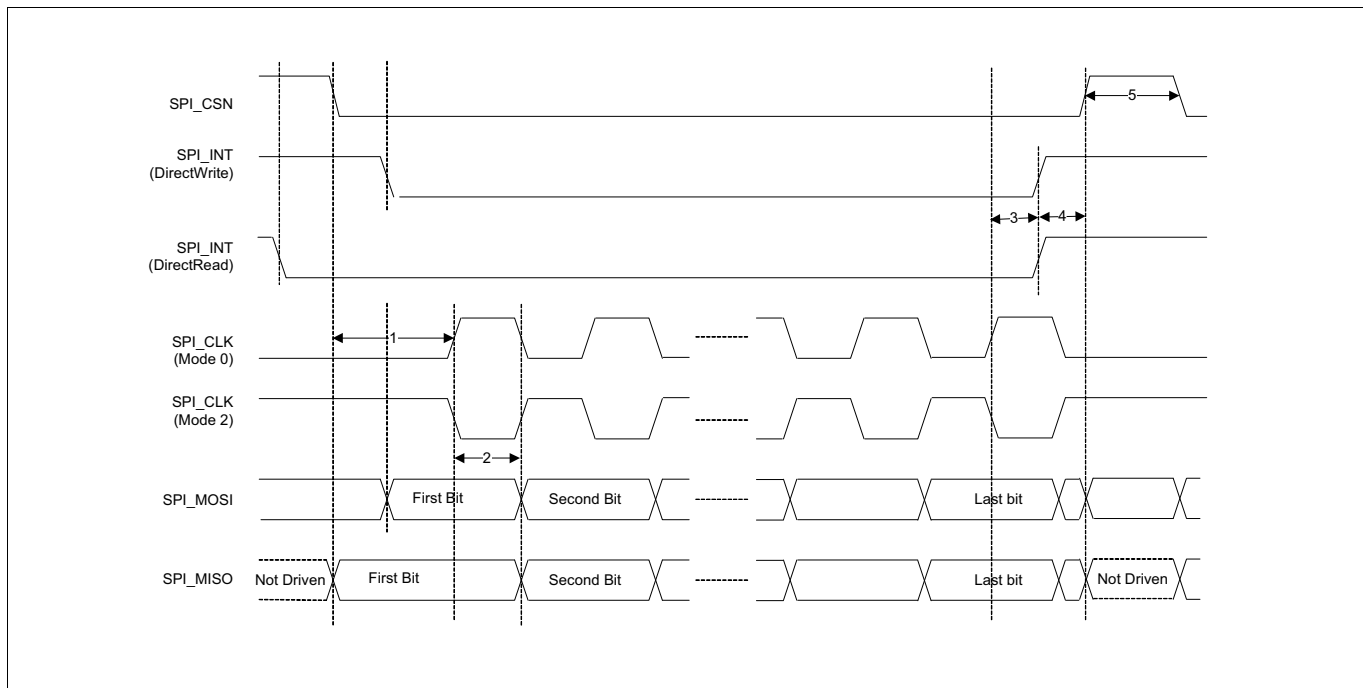 SPI_CSN
5
SPI_INT
(DirectWrite)
3
4
SPI_INT
(DirectRead)
1
SPI_CLK
(Mode 0)
SPI_CLK
(Mode 2)
2
SPI_MOSI
First Bit
Second Bit
Last bit
SPI_MISO
Not Driven
First Bit
Second Bit
Last bit
Not Driven